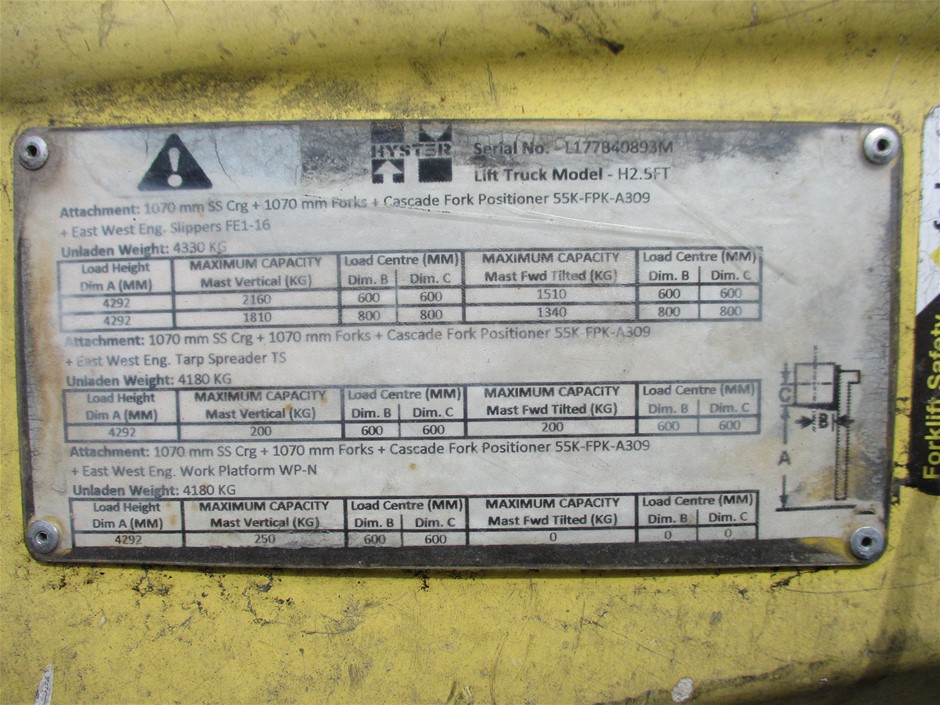 HYSTER
Serial No. - L177B40893M
Lift Truck Model - H2.5FT
Attachment: 1070 mm SS Crg + 1070 mm Forks + Cascade Fork Positioner 55K-FPK-A309
+ East West Eng. Slippers FE1-16
Unladen Weight: 4330 KG
Load Height MAXIMUM CAPACITY Load Centre (MM) MAXIMUM CAPACITY Load Centre (MM)
Dim A (MM) Mast Vertical (KG) Dim. B Dim. C Mast Fwd Tilted (KG) Dim. B Dim. C
4292 2160 600 600 1510 600 600
4292 1810 800 800 1340 800 800
Attachment: 1070 mm SS Crg + 1070 mm Forks + Cascade Fork Positioner 55K-FPK-A309
+ East West Eng. Tarp Spreader TS
Unladen Weight: 4180 KG
Load Height MAXIMUM CAPACITY Load Centre (MM) MAXIMUM CAPACITY Load Centre (MM)
Dim A (MM) Mast Vertical (KG) Dim. B Dim. C Mast Fwd Tilted (KG) Dim. B Dim. C
4292 200 600 600 200 600 600
Attachment: 1070 mm SS Crg + 1070 mm Forks + Cascade Fork Positioner 55K-FPK-A309
+ East West Eng. Work Platform WP-N
Unladen Weight: 4180 KG
Load Height MAXIMUM CAPACITY Load Centre (MM) MAXIMUM CAPACITY Load Centre (MM)
Dim A (MM) Mast Vertical (KG) Dim. B Dim. C Mast Fwd Tilted (KG) Dim. B Dim. C
4292 250 600 600 0 0 0
C
B
A
Forklift Safety